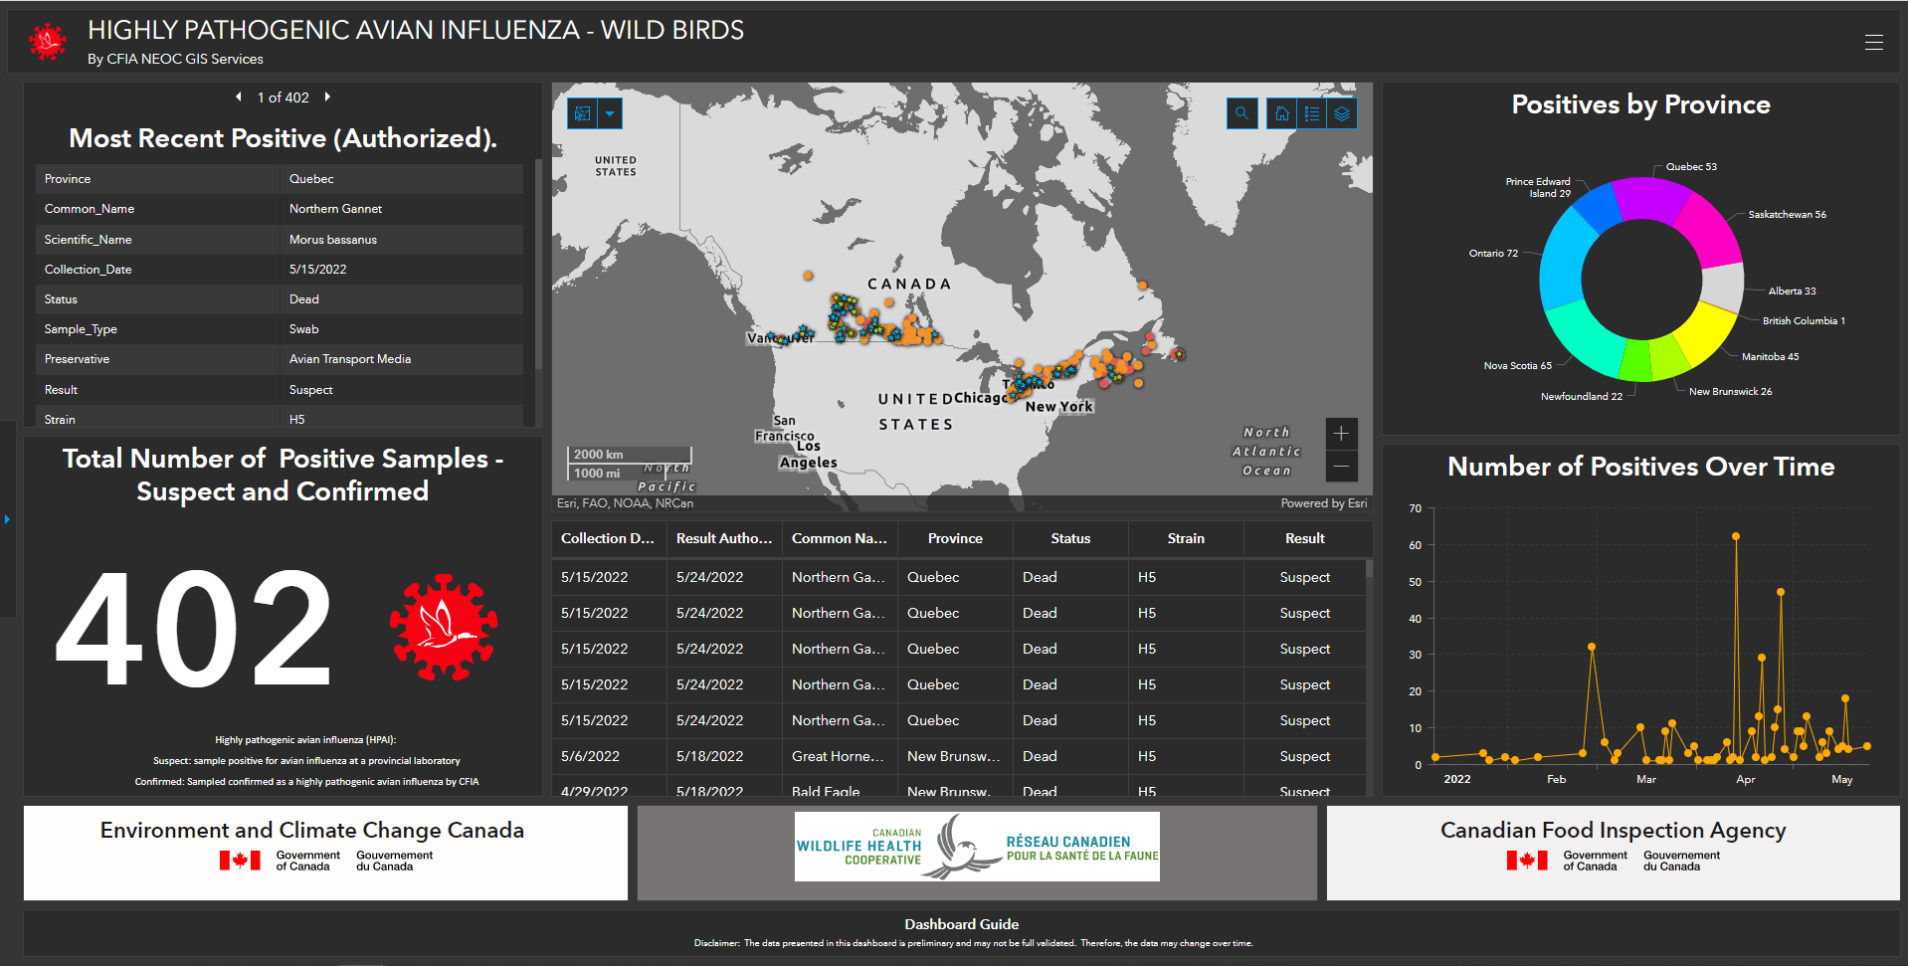 HIGHLY PATHOGENIC AVIAN INFLUENZA - WILD BIRDS
By CFIA NEOC GIS Services
1 of 402
Most Recent Positive (Authorized).
Province Quebec
Common_Name Northern Gannet
Scientific_Name Morus bassanus
Collection_Date 5/15/2022
Status Dead
Sample_Type Swab
Preservative Avian Transport Media
Result Suspect
Strain H5
Total Number of Positive Samples -
Suspect and Confirmed
402
Highly pathogenic avian influenza (HPAI):
Suspect: sample positive for avian influenza at a provincial laboratory
Confirmed: Sampled confirmed as a highly pathogenic avian influenza by CFIA
UNITED
STATES
CANADA
Vancouver
Toronto
UNITED
STATES
Chicago
New York
San
Francisco
Los
Angeles
North
Pacific
North
Atlantic
Ocean
2000 km
1000 mi
Esri, FAO, NOAA, NRCan
Powered by Esri
Collection D... Result Autho... Common Na... Province Status Strain Result
5/15/2022 5/24/2022 Northern Ga... Quebec Dead H5 Suspect
5/15/2022 5/24/2022 Northern Ga... Quebec Dead H5 Suspect
5/15/2022 5/24/2022 Northern Ga... Quebec Dead H5 Suspect
5/15/2022 5/24/2022 Northern Ga... Quebec Dead H5 Suspect
5/15/2022 5/24/2022 Northern Ga... Quebec Dead H5 Suspect
5/6/2022 5/18/2022 Great Horne... New Brunsw... Dead H5 Suspect
4/29/2022 5/18/2022 Bald Eagle New Brunsw. Dead H5 Suspect
Positives by Province
Quebec 53
Prince Edward
Island 29
Saskatchewan 56
Ontario 72
Alberta 33
British Columbia 1
Manitoba 45
Nova Scotia 65
New Brunswick 26
Newfoundland 22
Number of Positives Over Time
70
60
50
40
30
20
10
0
2022 Feb Mar Apr May
Environment and Climate Change Canada
Government
of Canada
Gouvernement
du Canada
CANADIAN
WILDLIFE HEALTH
COOPERATIVE
RÉSEAU CANADIEN
POUR LA SANTÉ DE LA FAUNE
Canadian Food Inspection Agency
Government
of Canada
Gouvernement
du Canada
Dashboard Guide
Disclaimer: The data presented in this dashboard is preliminary and may not be full validated. Therefore, the data may change over time.